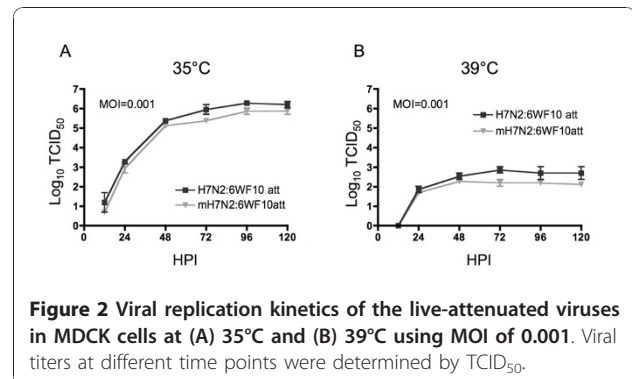 A
35°C
MOI=0.001
Log₁₀ TCID₅₀
7
6
5
4
3
2
1
0
H7N2:6WF10 att
mH7N2:6WF10att
0 24 48 72 96 120
HPI
B
39°C
MOI=0.001
Log₁₀ TCID₅₀
7
6
5
4
3
2
1
0
H7N2:6WF10 att
mH7N2:6WF10att
0 24 48 72 96 120
HPI
Figure 2 Viral replication kinetics of the live-attenuated viruses
in MDCK cells at (A) 35°C and (B) 39°C using MOI of 0.001. Viral
titers at different time points were determined by TCID₅₀.